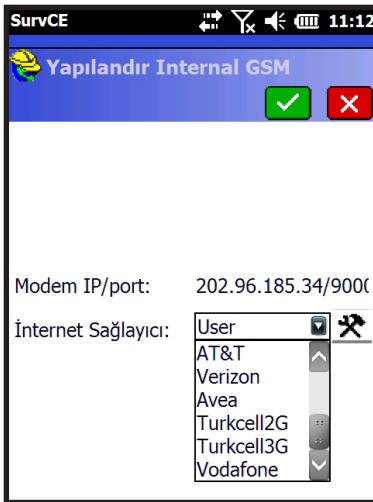 SurvCE 11:12
Yapılandır Internal GSM
Modem IP/port: 202.96.185.34/9000
İnternet Sağlayıcı: User
AT&T
Verizon
Avea
Turkcell2G
Turkcell3G
Vodafone